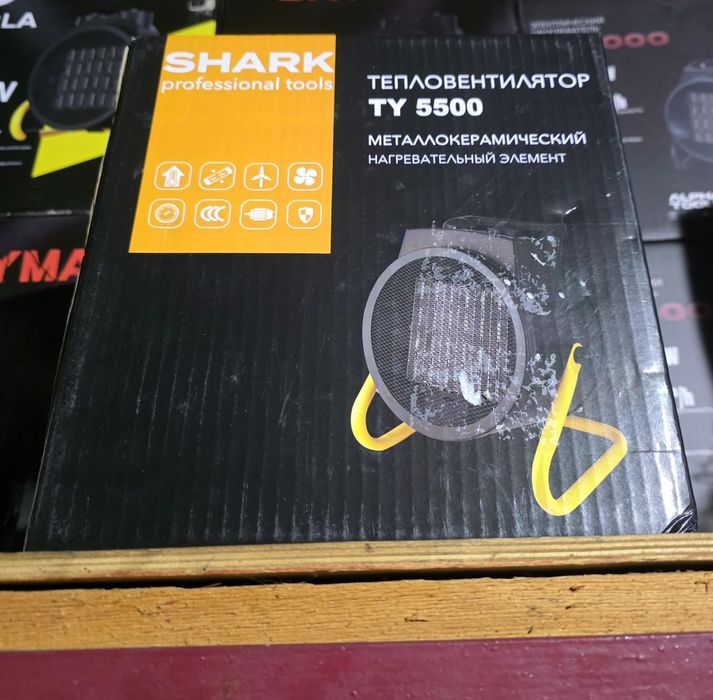 SHARK
professional tools
ТЕПЛОВЕНТИЛЯТОР
TY 5500
МЕТАЛЛОКЕРАМИЧЕСКИЙ
НАГРЕВАТЕЛЬНЫЙ ЭЛЕМЕНТ